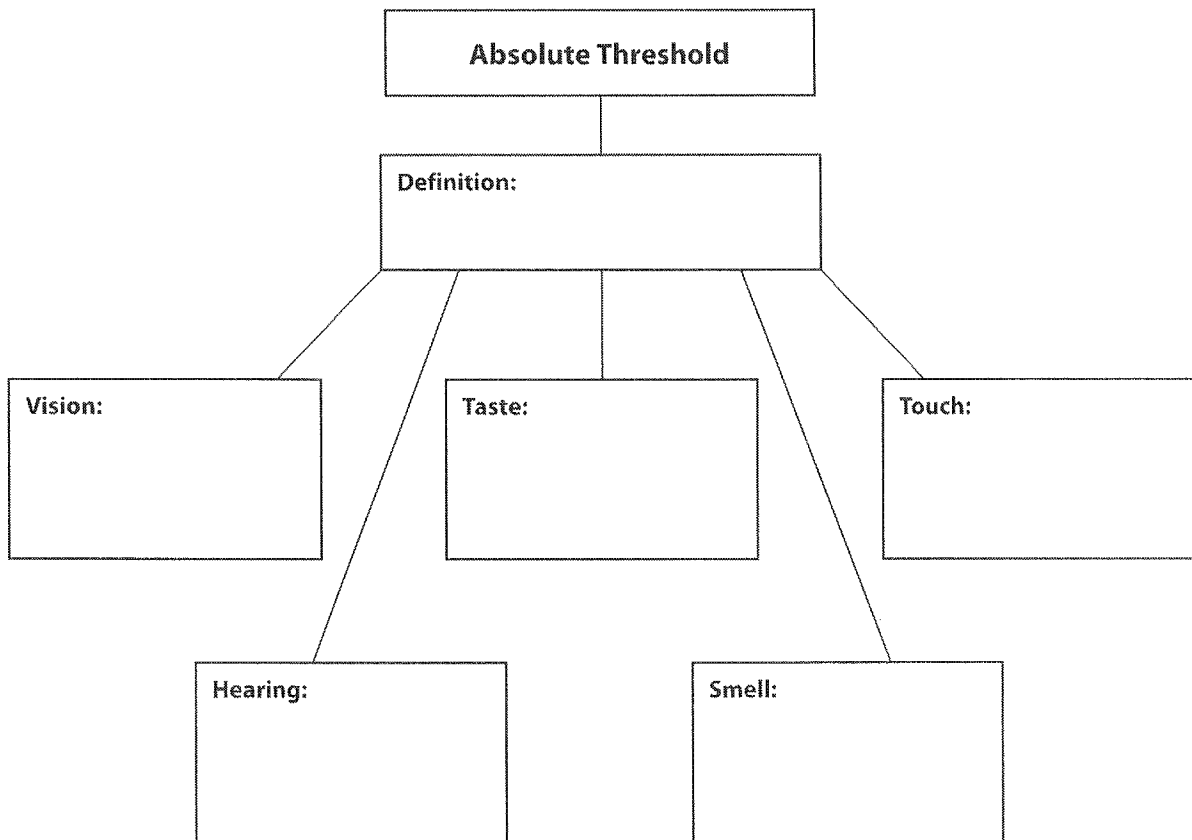 Absolute Threshold
Definition:
Vision:
Taste:
Touch:
Hearing:
Smell: